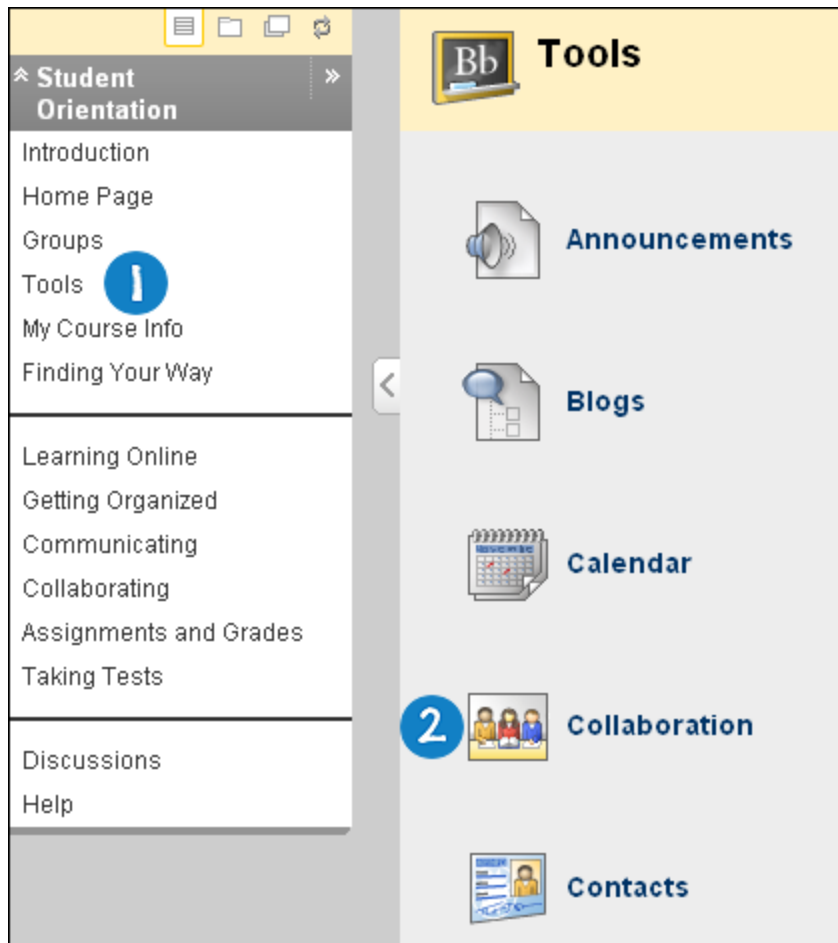 Student
Orientation
Introduction
Home Page
Groups
Tools 1
My Course Info
Finding Your Way
Learning Online
Getting Organized
Communicating
Collaborating
Assignments and Grades
Taking Tests
Discussions
Help
Bb Tools
Announcements
Blogs
Calendar
2 Collaboration
Contacts